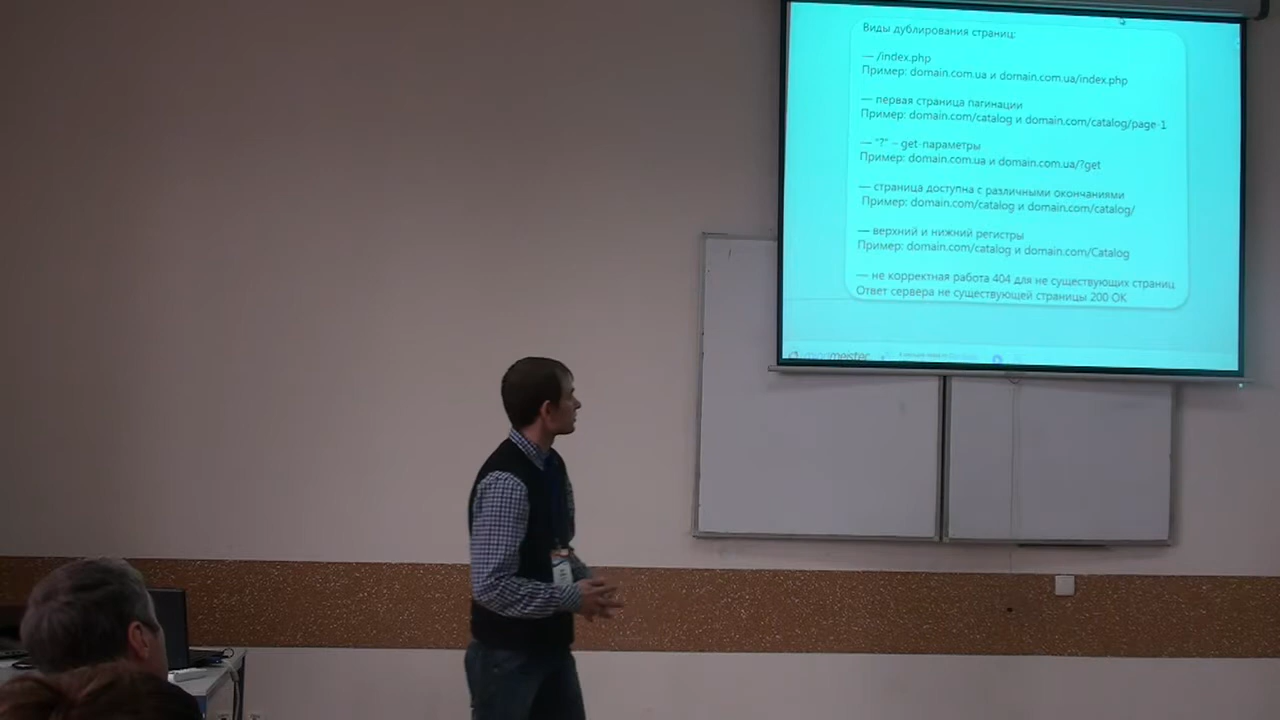 Виды дублирования страниц:
— /index.php
Пример: domain.com.ua и domain.com.ua/index.php
— первая страница пагинации
Пример: domain.com/catalog и domain.com/catalog/page-1
— "?" – get-параметры
Пример: domain.com.ua и domain.com.ua/?get
— страница доступна с различными окончаниями
Пример: domain.com/catalog и domain.com/catalog/
— верхний и нижний регистры
Пример: domain.com/catalog и domain.com/Catalog
— не корректная работа 404 для не существующих страниц
Ответ сервера не существующей страницы 200 ОК